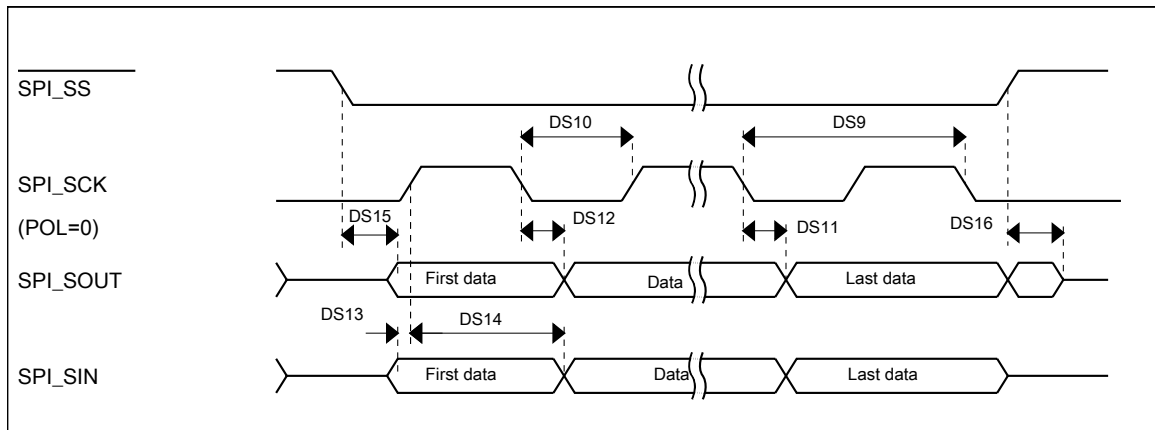 SPI_SS
DS10
DS9
SPI_SCK
DS15
DS12
DS11
DS16
(POL=0)
SPI_SOUT
First data
Data
Last data
DS13
DS14
SPI_SIN
First data
Data
Last data